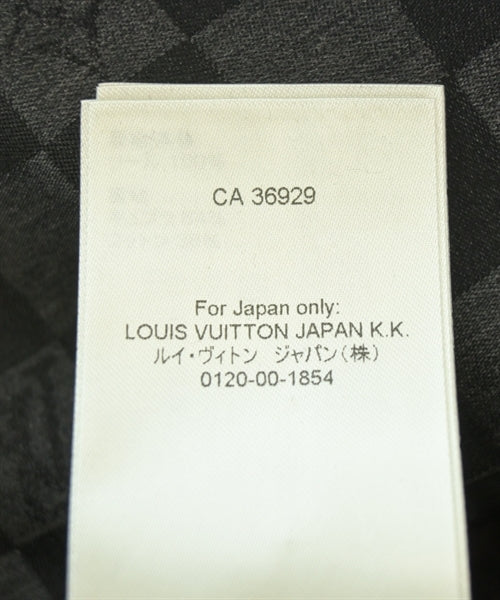 CA 36929
For Japan only:
LOUIS VUITTON JAPAN K.K.
ルイ・ヴィトン ジャパン(株)
0120-00-1854